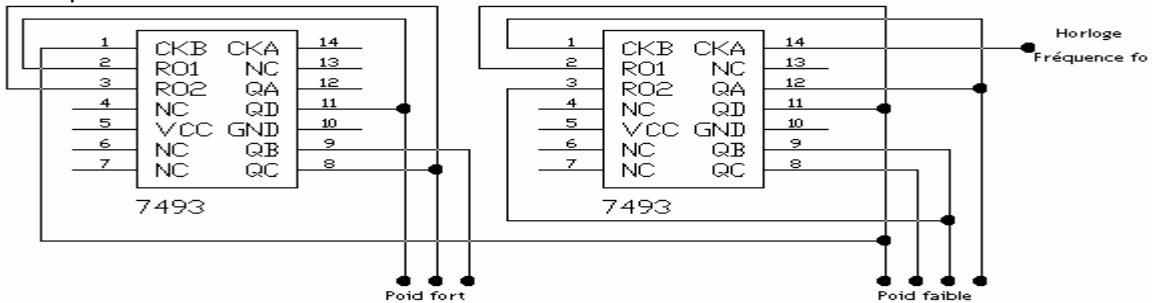 1 CKB CKA 14
2 RO1 NC 13
3 RO2 QA 12
4 NC QD 11
5 VCC GND 10
6 NC QB 9
7 NC QC 8
7493
1 CKB CKA 14
2 RO1 NC 13
3 RO2 QA 12
4 NC QD 11
5 VCC GND 10
6 NC QB 9
7 NC QC 8
7493
Horloge
Fréquence fo
Poid fort
Poid faible